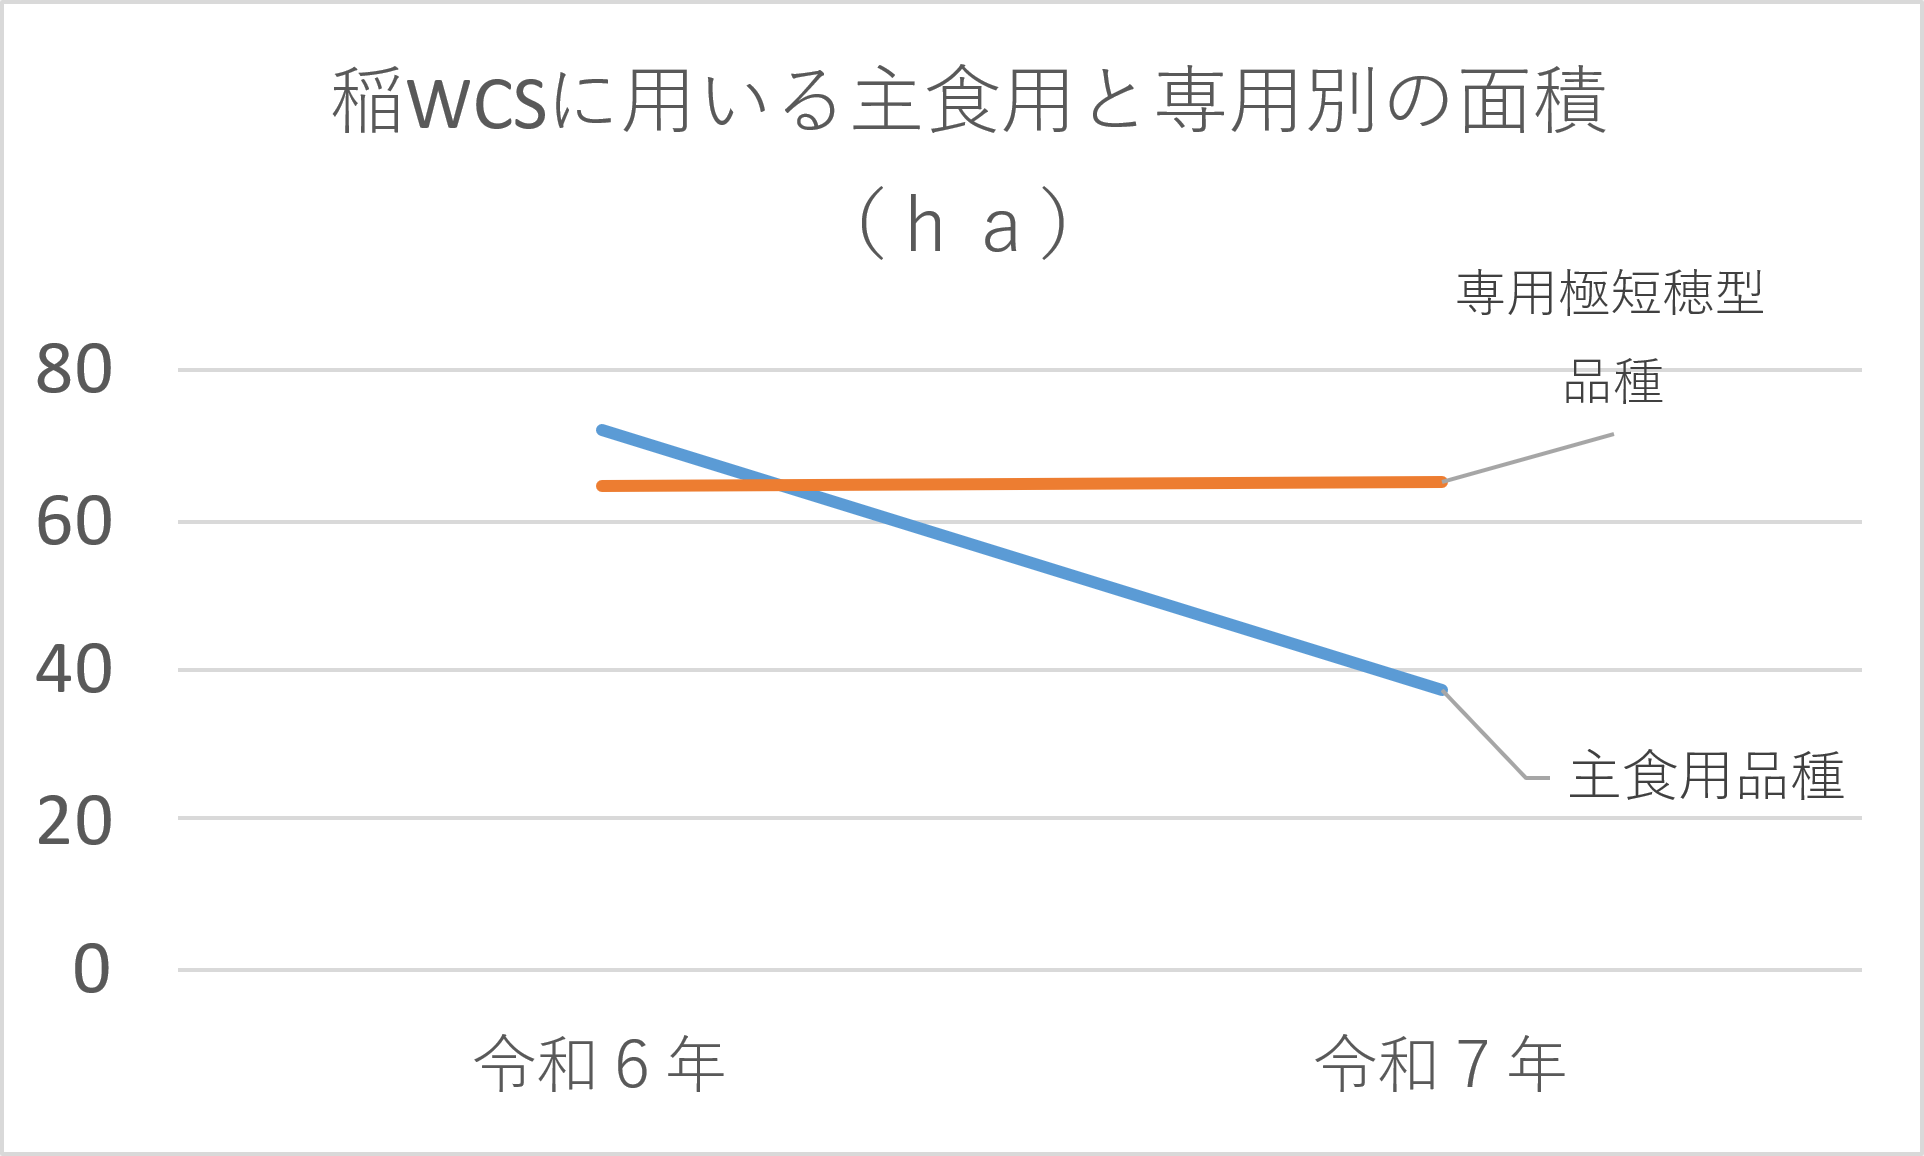 稲WCSに用いる主食用と専用別の面積
（ｈａ）
専用極短穂型
品種
80
60
40
主食用品種
20
0
令和６年
令和７年